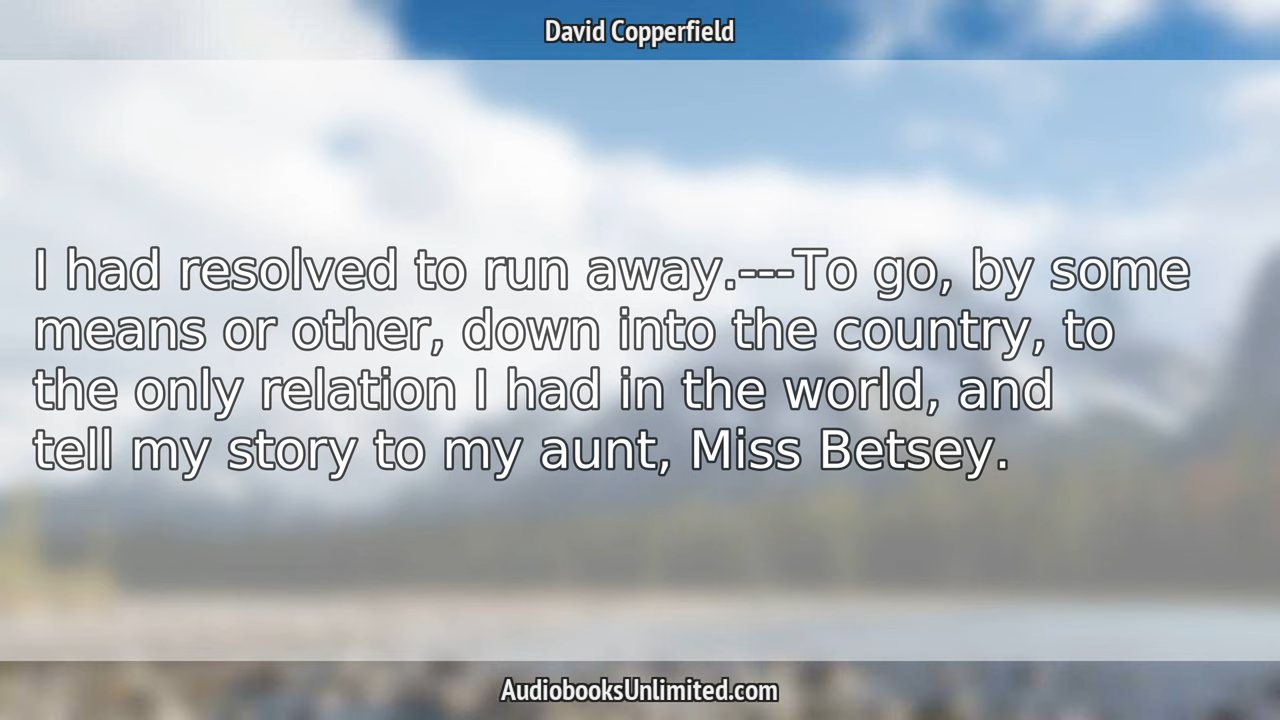 David Copperfield
I had resolved to run away.---To go, by some
means or other, down into the country, to
the only relation I had in the world, and
tell my story to my aunt, Miss Betsey.
AudiobooksUnlimited.com